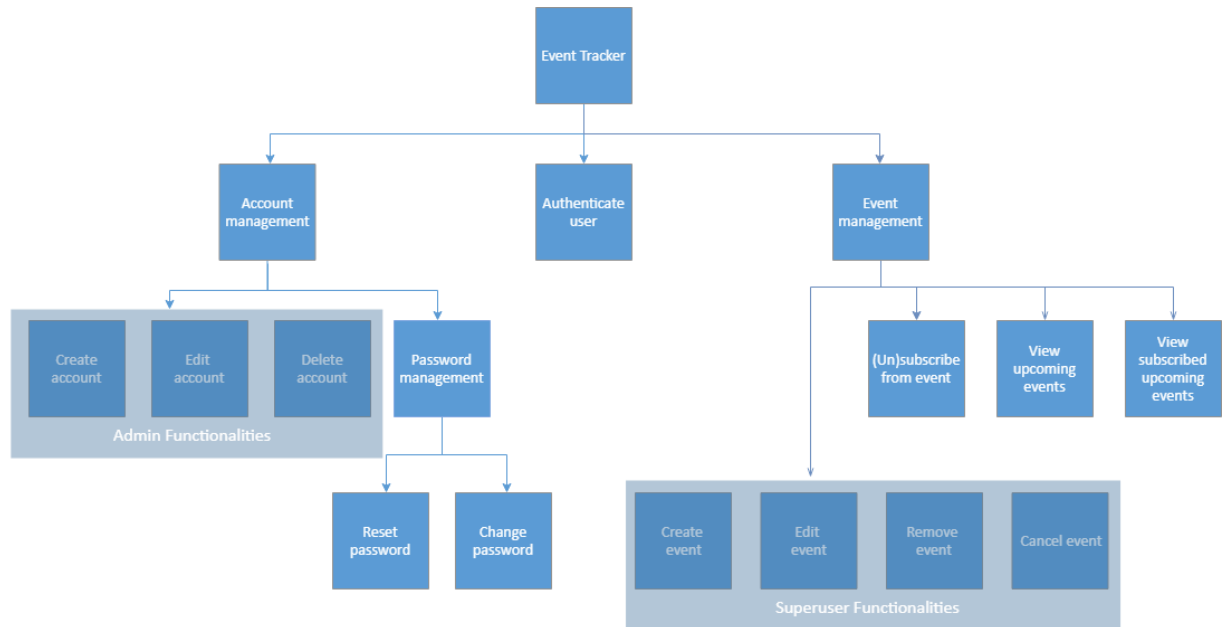 Event Tracker
Account
management
Authenticate
user
Event
management
Create
account
Edit
account
Delete
account
Admin Functionalities
Password
management
(Un)subscribe
from event
View
upcoming
events
View
subscribed
upcoming
events
Reset
password
Change
password
Create
event
Edit
event
Remove
event
Cancel event
Superuser Functionalities